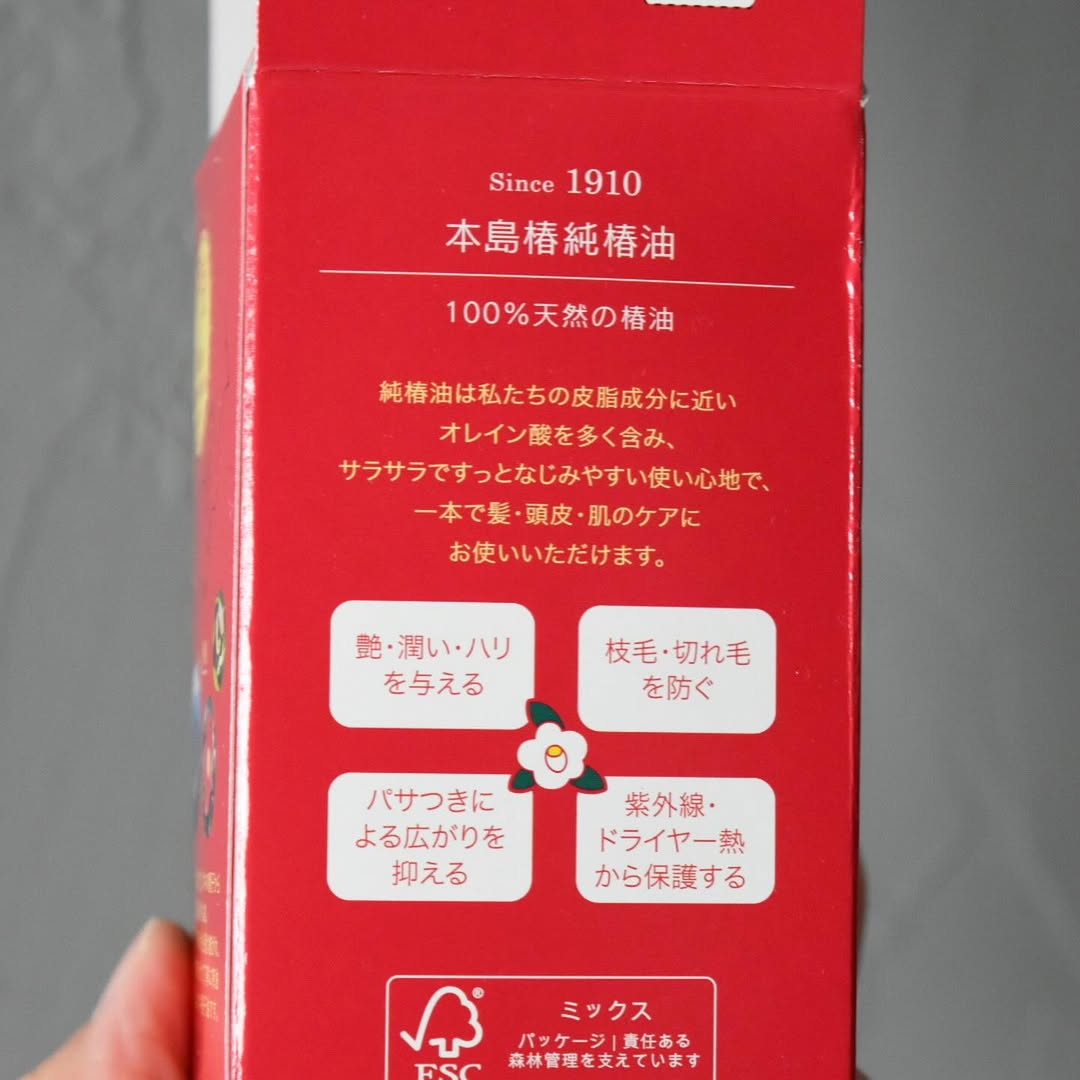 Since 1910
本島椿純椿油
100%天然の椿油
純椿油は私たちの皮脂成分に近い
オレイン酸を多く含み、
サラサラですっとなじみやすい使い心地で、
一本で髪・頭皮・肌のケアに
お使いいただけます。
艶・潤い・ハリ
を与える
枝毛・切れ毛
を防ぐ
パサつきに
よる広がりを
抑える
紫外線・
ドライヤー熱
から保護する
®
FSC
ミックス
パッケージ | 責任ある
森林管理を支えています